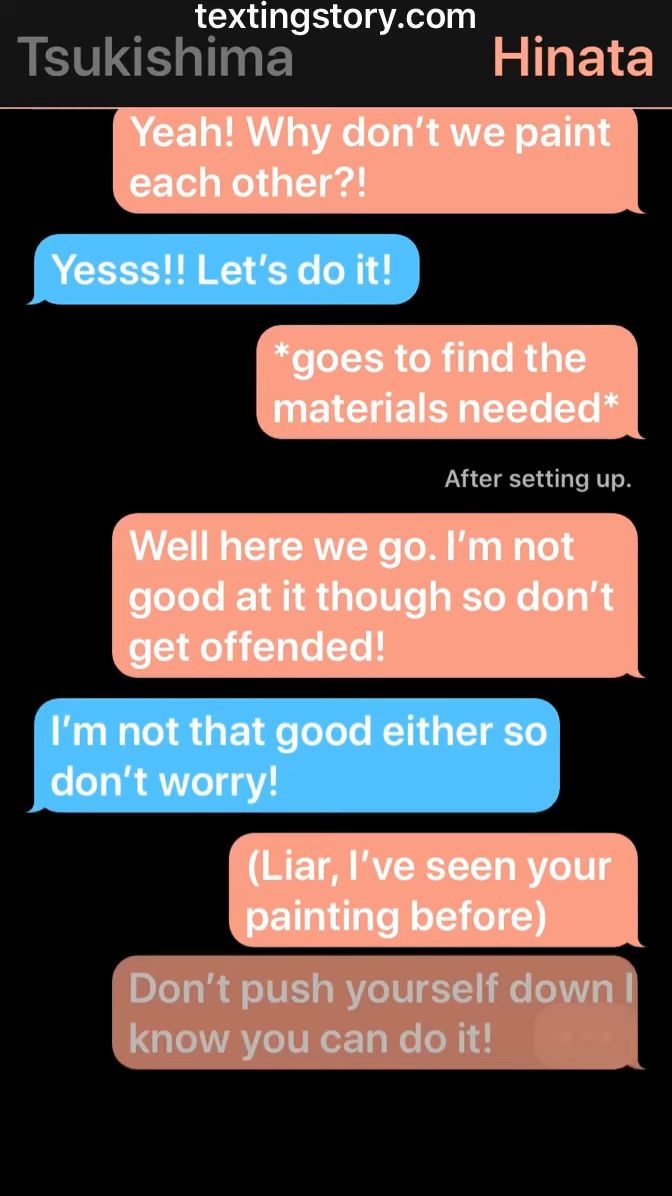 textingstory.com
Tsukishima
Hinata
Yeah! Why don’t we paint
each other?!
Yesss!! Let’s do it!
*goes to find the
materials needed*
After setting up.
Well here we go. I’m not
good at it though so don’t
get offended!
I’m not that good either so
don’t worry!
(Liar, I’ve seen your
painting before)
Don’t push yourself down I
know you can do it!